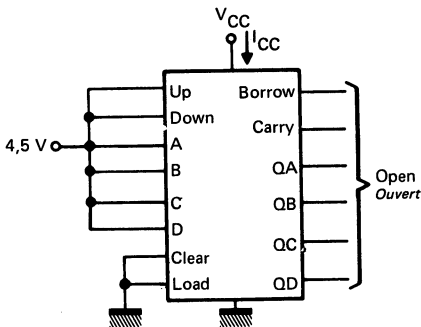 VCC
ICC
Up
Borrow
Down
Carry
4,5 V
A
QA
B
QB
Open
Ouvert
C
QC
D
Clear
Load
QD